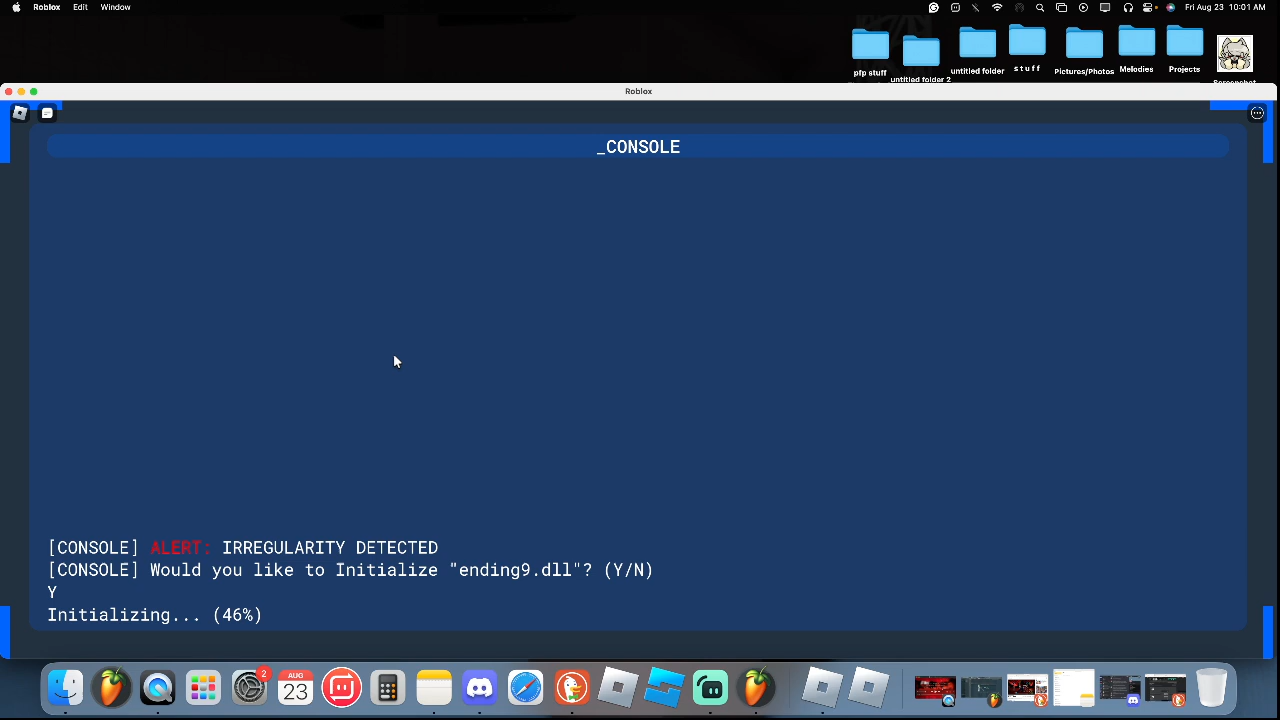 Roblox Edit Window Fri Aug 23 10:01 AM
pfp stuff untitled folder 2 untitled folder stuff Pictures/Photos Melodies Projects
Roblox
_CONSOLE
[CONSOLE] ALERT: IRREGULARITY DETECTED
[CONSOLE] Would you like to Initialize "ending9.dll"? (Y/N)
Y
Initializing... (46%)
2
AUG
23